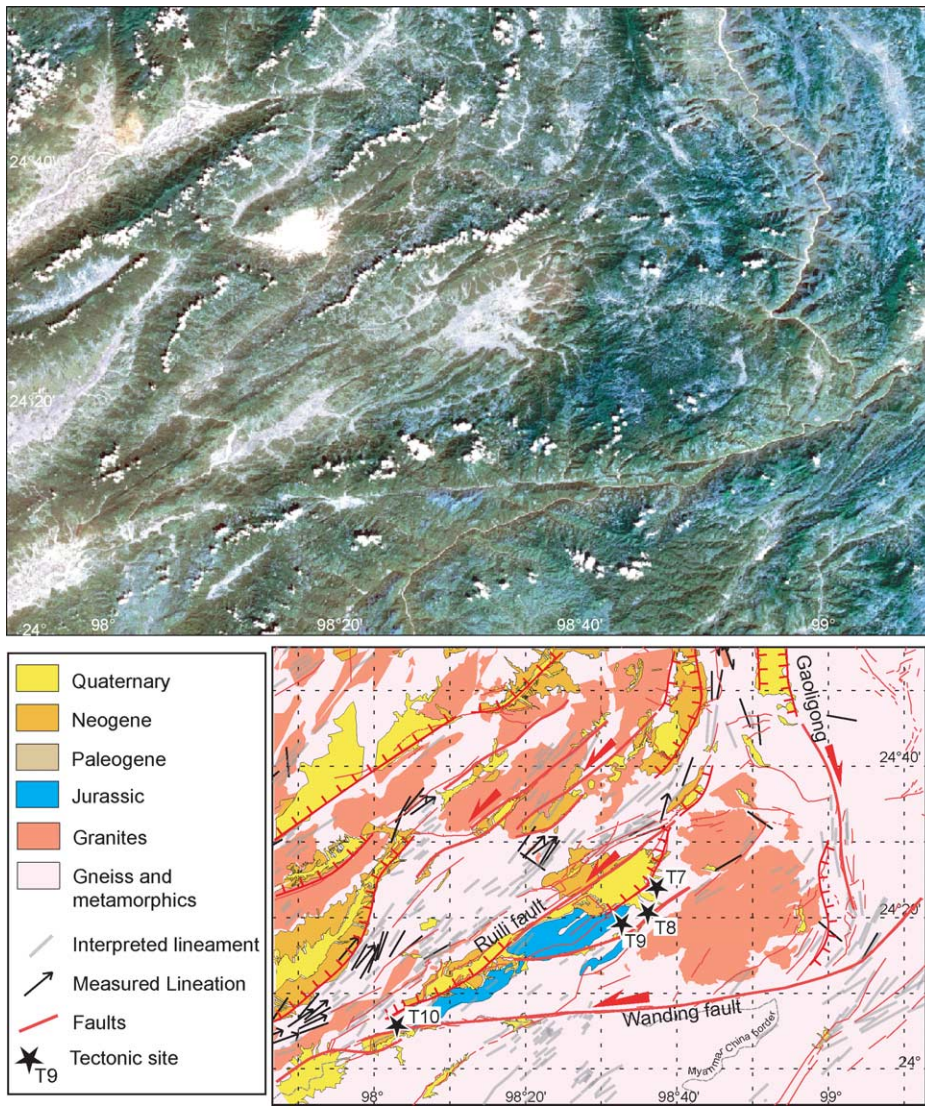 24°40'
24°20'
24°
98°
98°20'
98°40'
99°
Quaternary
Neogene
Paleogene
Jurassic
Granites
Gneiss and
metamorphics
Interpreted lineament
Measured Lineation
Faults
Tectonic site
T9
Gaoligong
24°40'
T7
24°20'
Ruili fault
T8
T9
T10
Wanding fault
Myanmar China border
24°
98°
98°20'
98°40'
99°